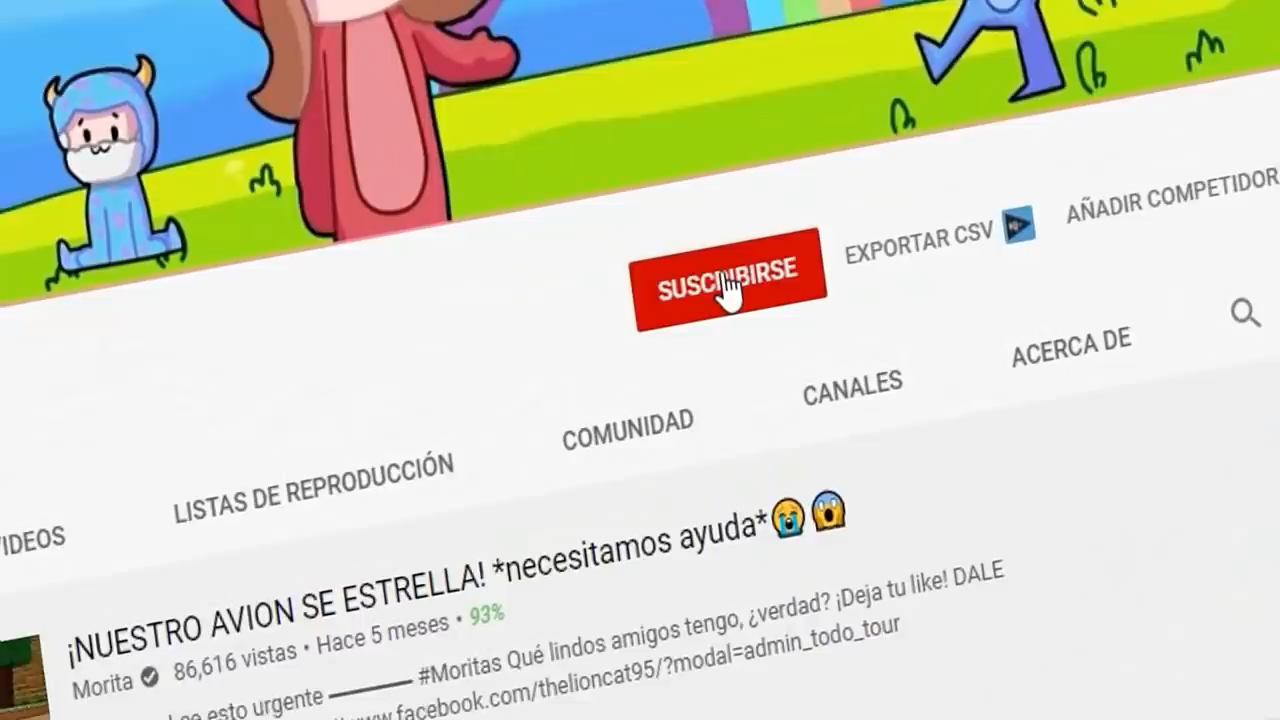 SUSCRIBIRSE
EXPORTAR CSV
AÑADIR COMPETIDOR
LISTAS DE REPRODUCCIÓN
COMUNIDAD
CANALES
ACERCA DE
¡NUESTRO AVION SE ESTRELLA! *necesitamos ayuda*😭😱
Morita 86,616 vistas • Hace 5 meses • 93%
esto urgente ———— #Moritas Qué lindos amigos tengo, ¿verdad? ¡Deja tu like! DALE
www.facebook.com/thelioncat95/?modal=admin_todo_tour